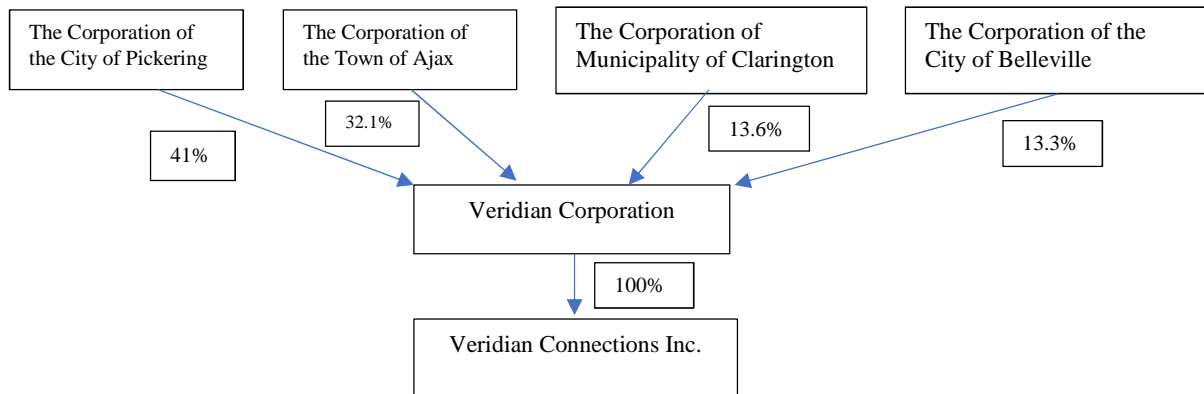 The Corporation of
the City of Pickering
The Corporation of
the Town of Ajax
The Corporation of
Municipality of Clarington
The Corporation of the
City of Belleville
41%
32.1%
13.6%
13.3%
Veridian Corporation
100%
Veridian Connections Inc.